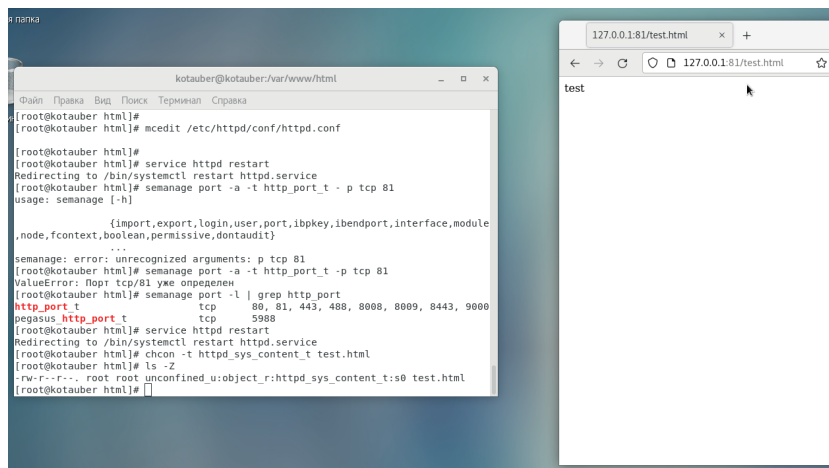 я папка
kotauber@kotauber:/var/www/html
Файл Правка Вид Поиск Терминал Справка
[root@kotauber html]#
[root@kotauber html]# mcedit /etc/httpd/conf/httpd.conf
[root@kotauber html]#
[root@kotauber html]# service httpd restart
Redirecting to /bin/systemctl restart httpd.service
[root@kotauber html]# semanage port -a -t http_port_t - p tcp 81
usage: semanage [-h]
{import,export,login,user,port,ibpkey,ibendport,interface,module
,node,fcontext,boolean,permissive,dontaudit}
...
semanage: error: unrecognized arguments: p tcp 81
[root@kotauber html]# semanage port -a -t http_port_t -p tcp 81
ValueError: Порт tcp/81 уже определен
[root@kotauber html]# semanage port -l | grep http_port
http_port_t tcp 80, 81, 443, 488, 8008, 8009, 8443, 9000
pegasus_http_port_t tcp 5988
[root@kotauber html]# service httpd restart
Redirecting to /bin/systemctl restart httpd.service
[root@kotauber html]# chcon -t httpd_sys_content_t test.html
[root@kotauber html]# ls -Z
-rw-r--r--. root root unconfined_u:object_r:httpd_sys_content_t:s0 test.html
[root@kotauber html]#
127.0.0.1:81/test.html
127.0.0.1:81/test.html
test